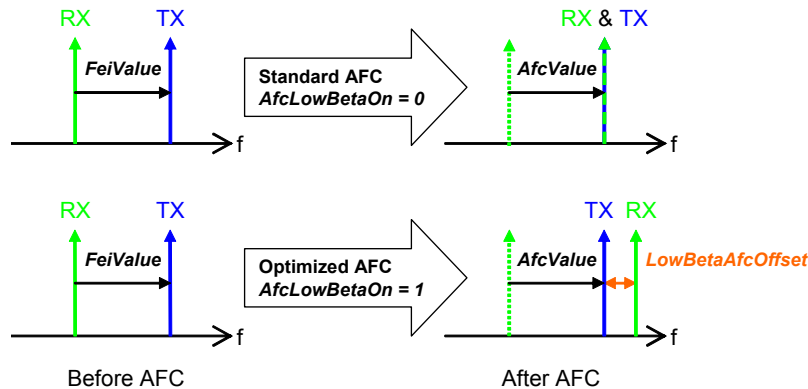 RX TX
FeiValue
f
Standard AFC
AfcLowBetaOn = 0
RX & TX
AfcValue
f
RX TX
FeiValue
f
Optimized AFC
AfcLowBetaOn = 1
TX RX
AfcValue
LowBetaAfcOffset
f
Before AFC
After AFC